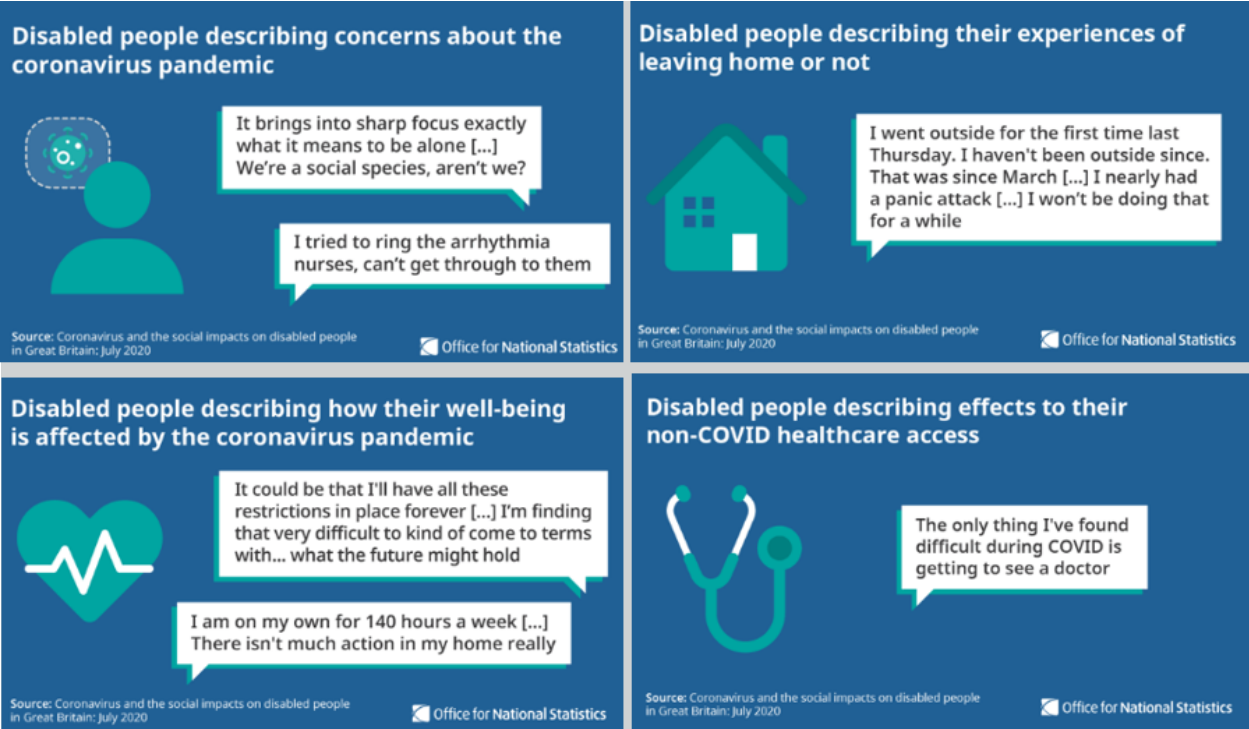 Disabled people describing concerns about the
coronavirus pandemic
It brings into sharp focus exactly
what it means to be alone [...]
We’re a social species, aren’t we?
I tried to ring the arrhythmia
nurses, can’t get through to them
Source: Coronavirus and the social impacts on disabled people
in Great Britain: July 2020
Office for National Statistics
Disabled people describing their experiences of
leaving home or not
I went outside for the first time last
Thursday. I haven't been outside since.
That was since March [...] I nearly had
a panic attack [...] I won’t be doing that
for a while
Source: Coronavirus and the social impacts on disabled people
in Great Britain: July 2020
Office for National Statistics
Disabled people describing how their well-being
is affected by the coronavirus pandemic
It could be that I'll have all these
restrictions in place forever [...] I’m finding
that very difficult to kind of come to terms
with... what the future might hold
I am on my own for 140 hours a week [...]
There isn't much action in my home really
Source: Coronavirus and the social impacts on disabled people
in Great Britain: July 2020
Office for National Statistics
Disabled people describing effects to their
non-COVID healthcare access
The only thing I've found
difficult during COVID is
getting to see a doctor
Source: Coronavirus and the social impacts on disabled people
in Great Britain: July 2020
Office for National Statistics